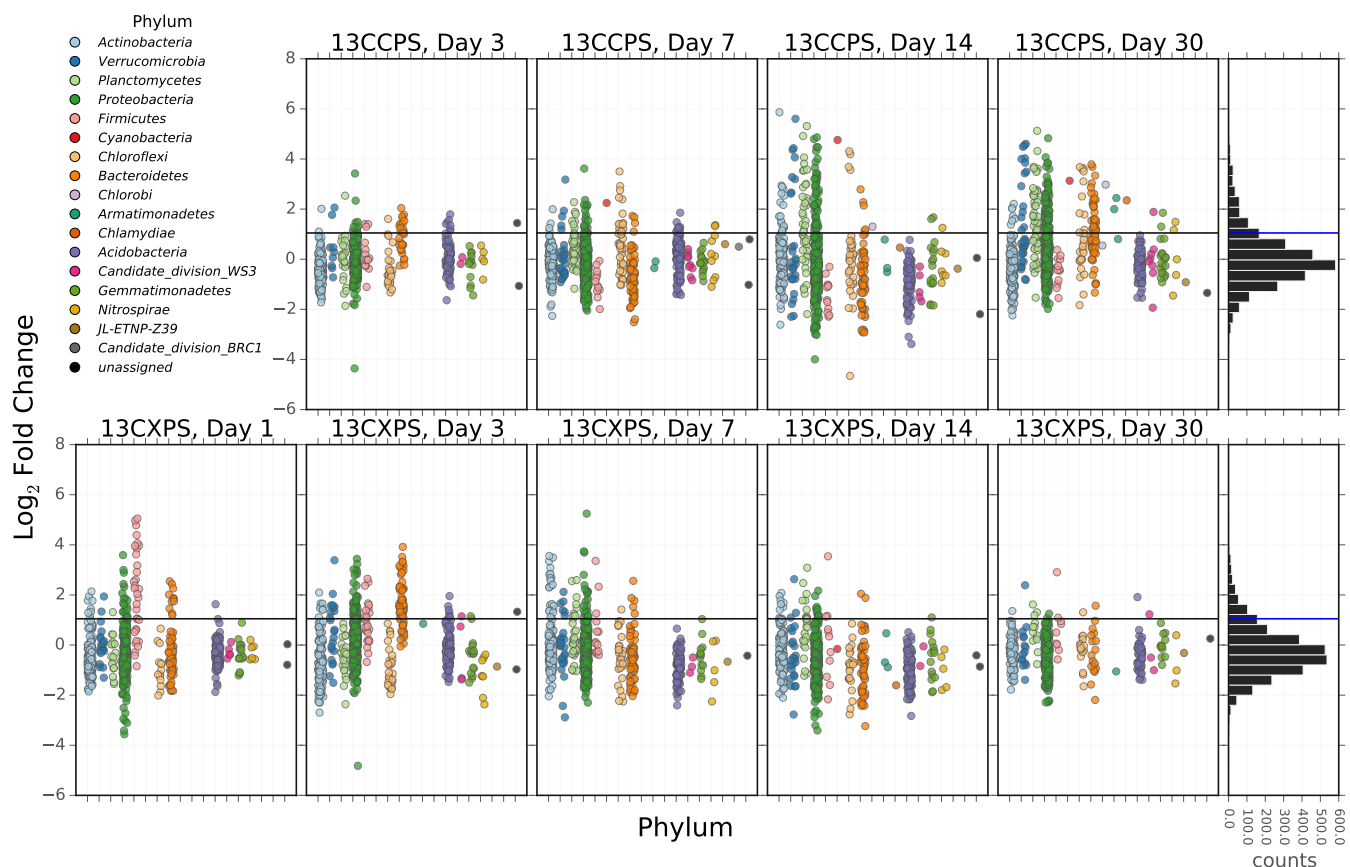 Phylum
Actinobacteria
Verrucomicrobia
Planctomycetes
Proteobacteria
Firmicutes
Cyanobacteria
Chloroflexi
Bacteroidetes
Chlorobi
Armatimonadetes
Chlamydiae
Acidobacteria
Candidate_division_WS3
Gemmatimonadetes
Nitrospirae
JL-ETNP-Z39
Candidate_division_BRC1
unassigned
13CCPS, Day 3
13CCPS, Day 7
13CCPS, Day 14
13CCPS, Day 30
8
6
4
2
0
−2
−4
−6
Log2 Fold Change
13CXPS, Day 1
13CXPS, Day 3
13CXPS, Day 7
13CXPS, Day 14
13CXPS, Day 30
8
6
4
2
0
−2
−4
−6
Phylum
0.0
100.0
200.0
300.0
400.0
500.0
600.0
counts